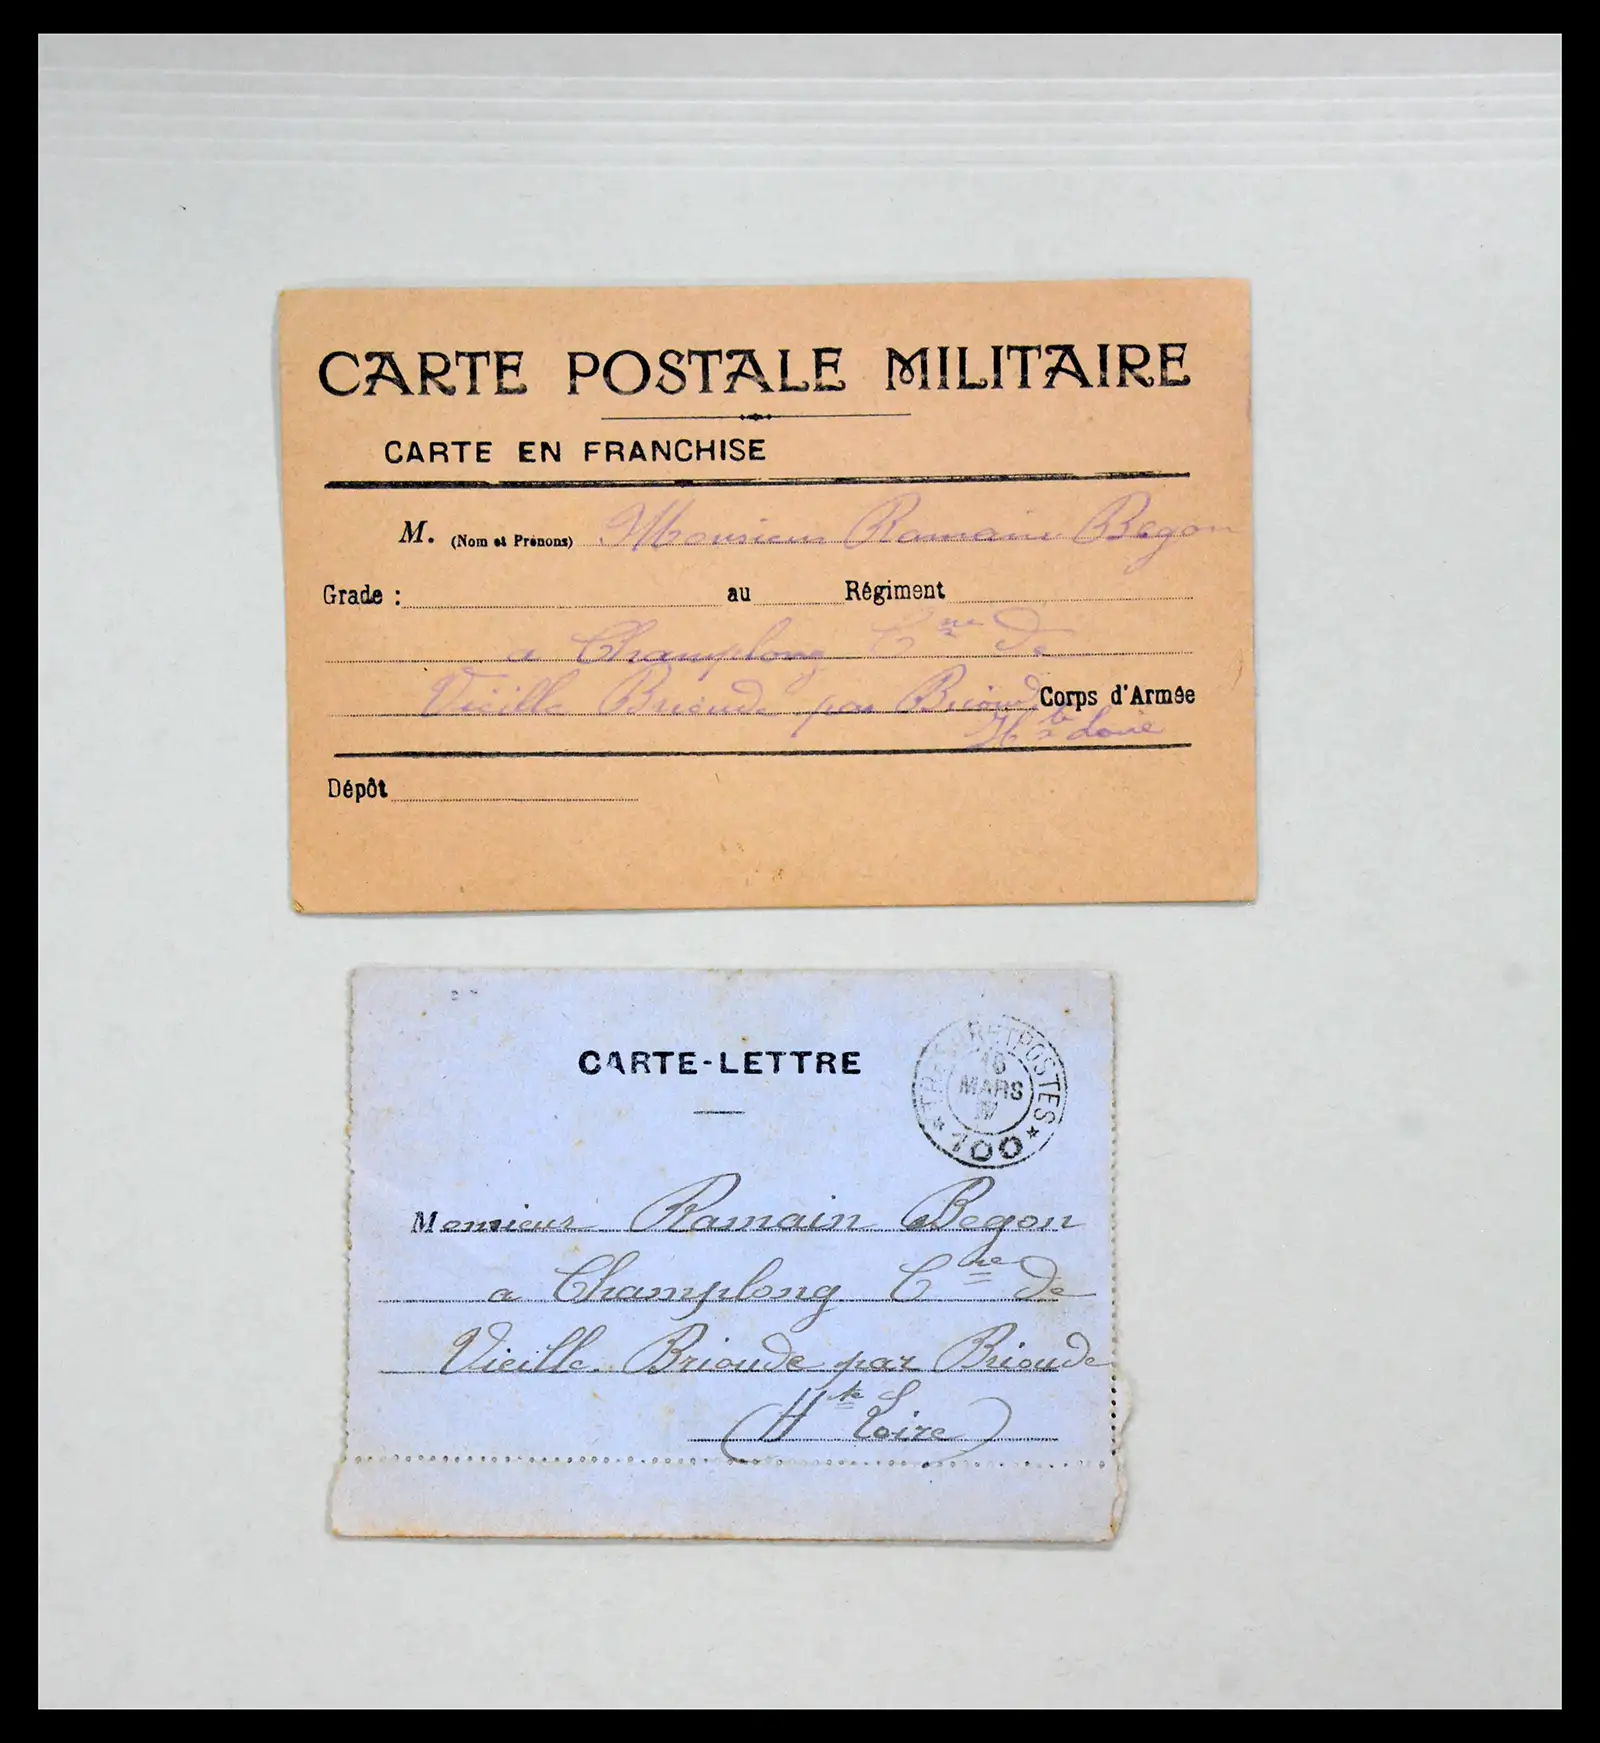 CARTE POSTALE MILITAIRE
CARTE EN FRANCHISE
M. (Nom et Prénons) Monsieur Ramain Begon
Grade : au Régiment
a Champlong Cne de
Vieille Brioude par Brioude Corps d'Armée
Hte Loire
Dépôt
CARTE-LETTRE
TRESOR ET POSTES
MARS
* 100 *
Monsieur Ramain Begon
a Champlong Cne de
Vieille Brioude par Brioude
(Hte Loire)